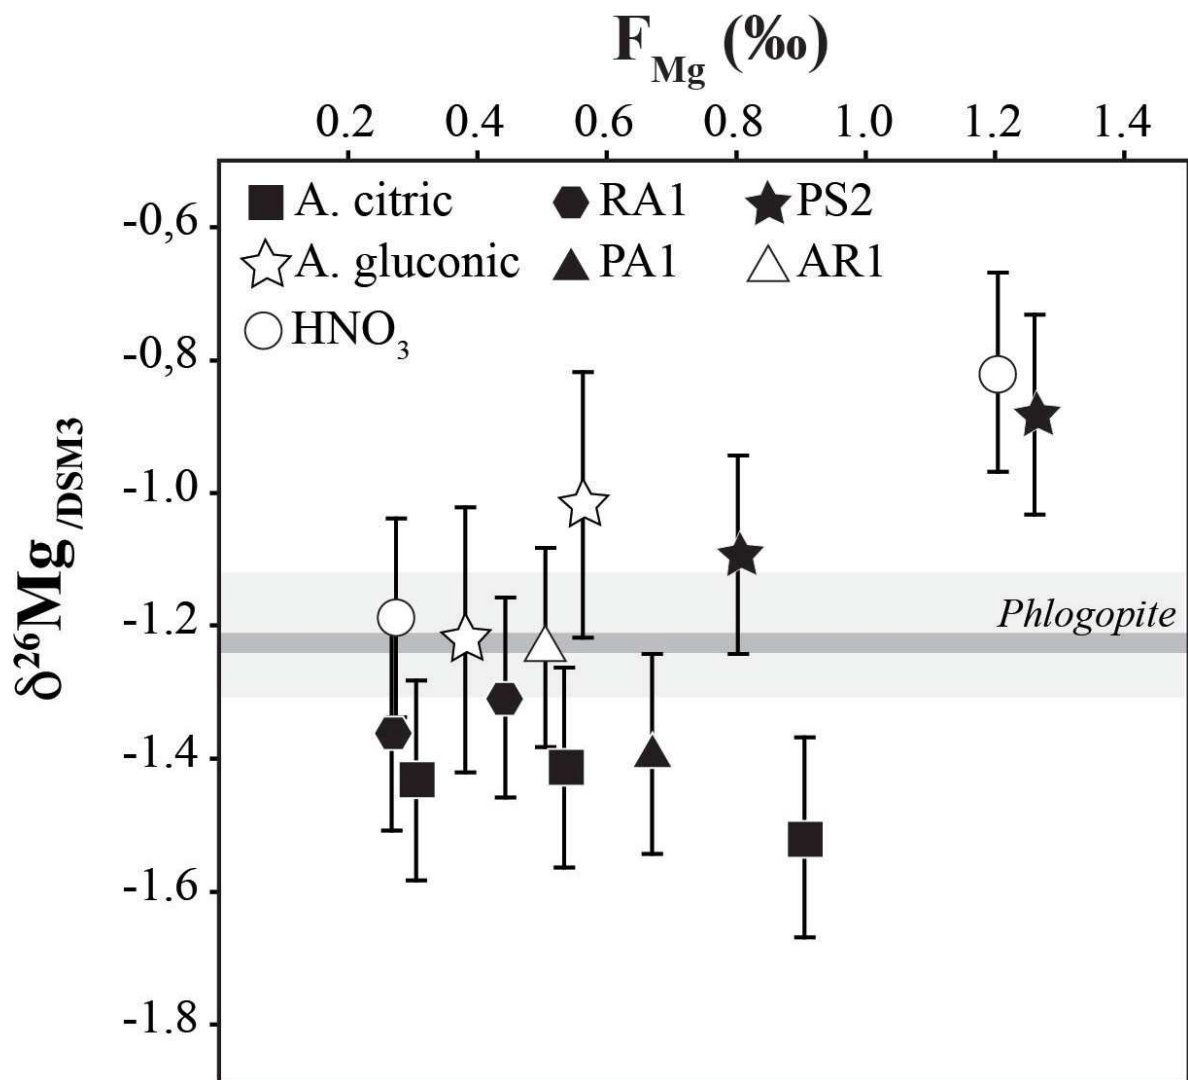 F_Mg (‰)
0.2 0.4 0.6 0.8 1.0 1.2 1.4
A. citric RA1 PS2
A. gluconic PA1 AR1
HNO₃
-0,6
-0,8
-1.0
-1.2
-1.4
-1.6
-1.8
δ²⁶Mg /DSM3
Phlogopite